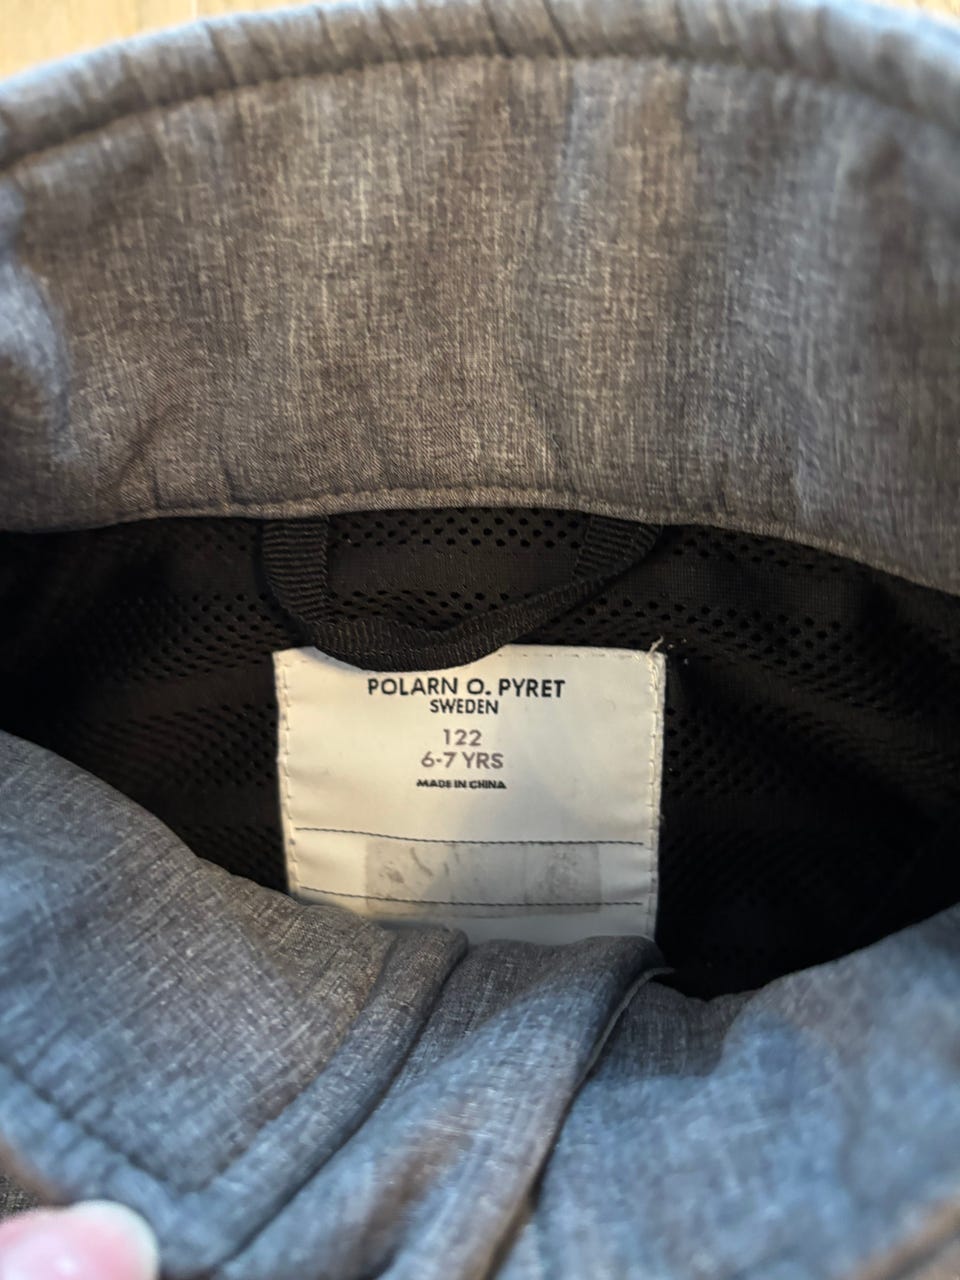 POLARN O. PYRET
SWEDEN
122
6-7 YRS
MADE IN CHINA